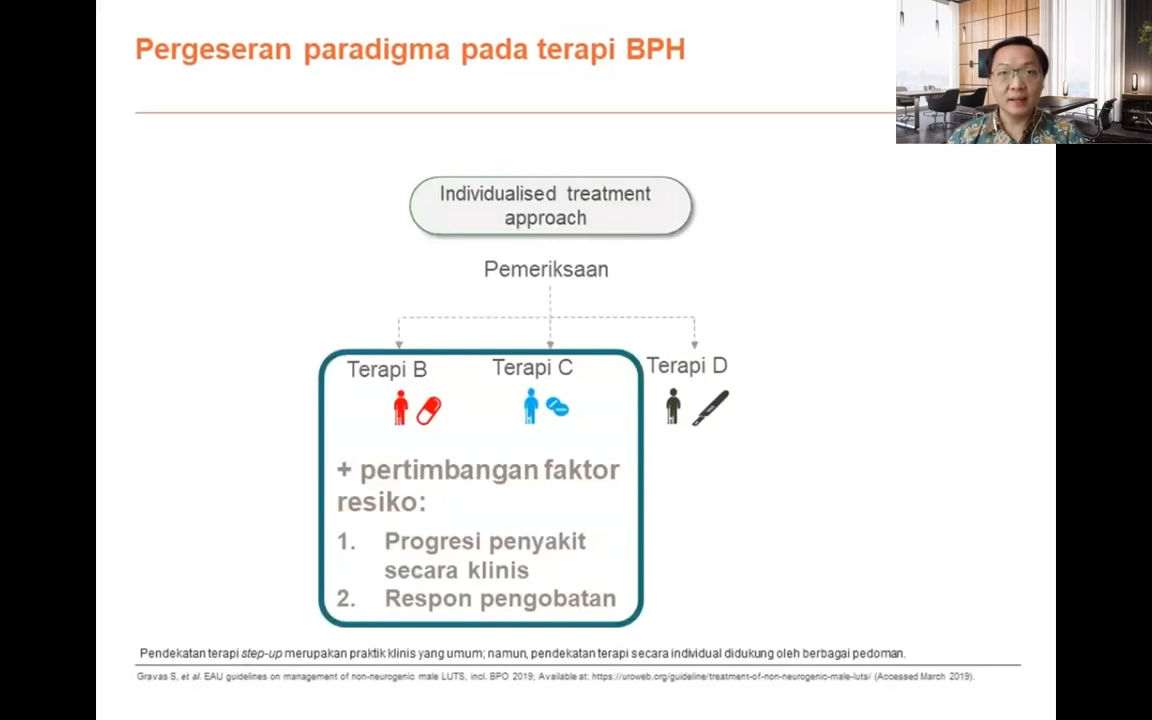 Pergeseran paradigma pada terapi BPH
Individualised treatment
approach
Pemeriksaan
Terapi B
Terapi C
Terapi D
+ pertimbangan faktor
resiko:
1. Progresi penyakit
secara klinis
2. Respon pengobatan
Pendekatan terapi step-up merupakan praktik klinis yang umum; namun, pendekatan terapi secara individual didukung oleh berbagai pedoman.
Gravas S, et al. EAU guidelines on management of non-neurogenic male LUTS, incl. BPO 2019; Available at: https://uroweb.org/guideline/treatment-of-non-neurogenic-male-luts/ (Accessed March 2019).